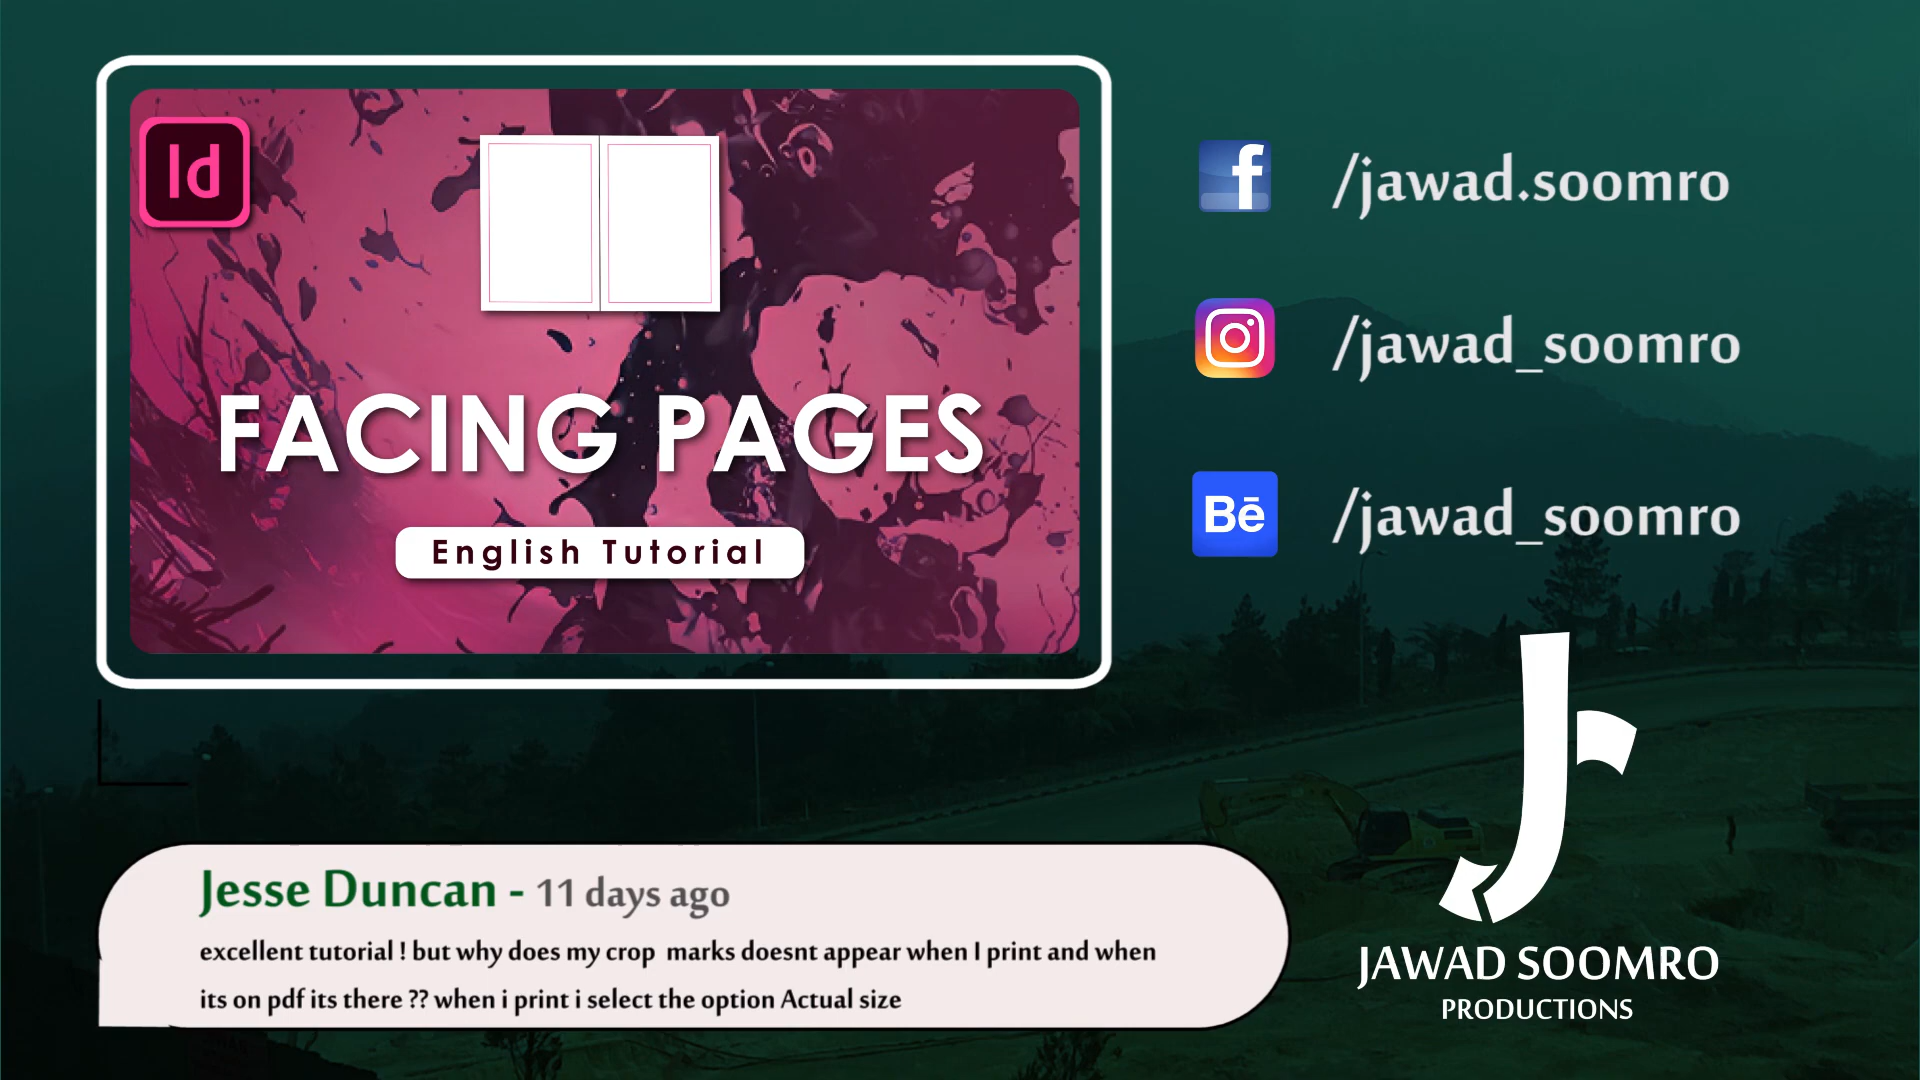 Id
FACING PAGES
English Tutorial
f
/jawad.soomro
/jawad_soomro
Bē
/jawad_soomro
Jesse Duncan - 11 days ago
excellent tutorial ! but why does my crop  marks doesnt appear when I print and when
its on pdf its there ?? when i print i select the option Actual size
JAWAD SOOMRO
PRODUCTIONS